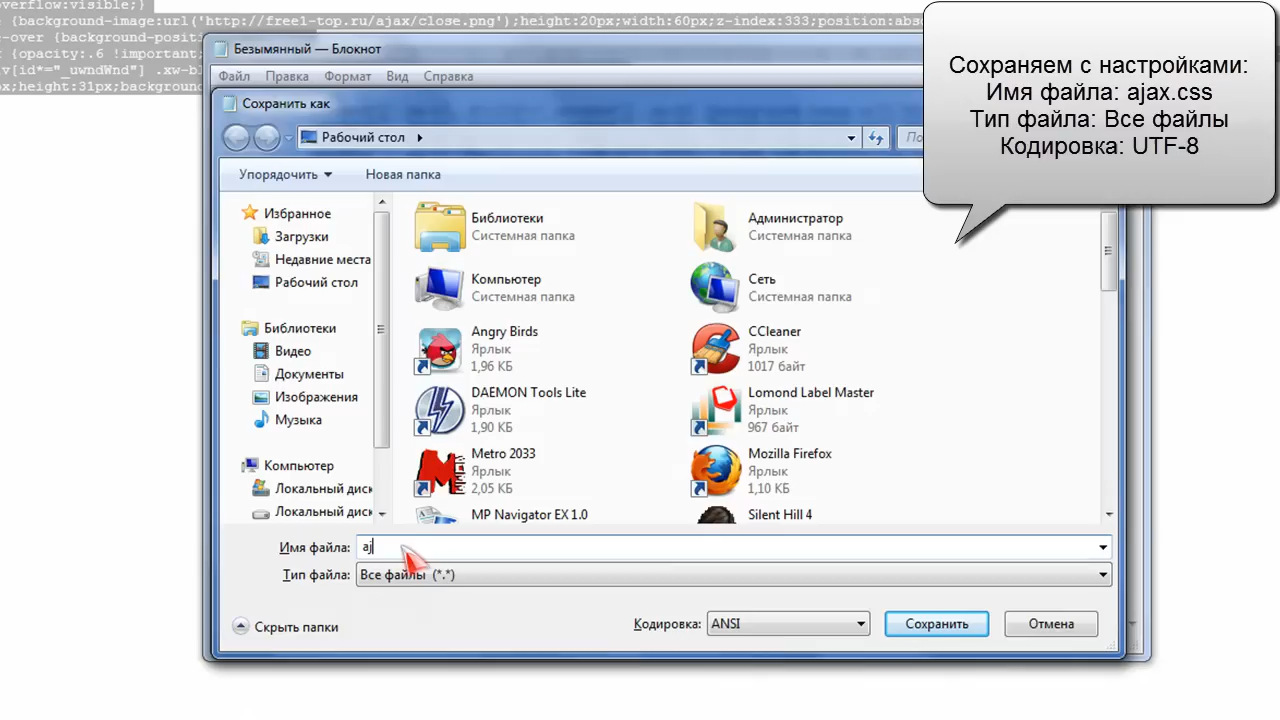 overflow:visible;}
{background-image:url('http://free1-top.ru/ajax/close.png');height:20px;width:60px;z-index:333;position:abs
-over {background-positi
t {opacity:.6 !important;
v[id*="_uwndWnd"] .xw-bl
px;height:31px;background
Безымянный — Блокнот
Файл Правка Формат Вид Справка
Сохранить как
Рабочий стол
По
Упорядочить Новая папка
Избранное
Загрузки
Недавние места
Рабочий стол
Библиотеки
Видео
Документы
Изображения
Музыка
Компьютер
Локальный диск
Локальный диск
Библиотеки
Системная папка
Администратор
Системная папка
Компьютер
Системная папка
Сеть
Системная папка
Angry Birds
Ярлык
1,96 КБ
CCleaner
Ярлык
1017 байт
DAEMON Tools Lite
Ярлык
1,90 КБ
Lomond Label Master
Ярлык
967 байт
Metro 2033
Ярлык
2,05 КБ
Mozilla Firefox
Ярлык
1,10 КБ
MP Navigator EX 1.0
Silent Hill 4
Имя файла: aj
Тип файла: Все файлы (*.*)
Скрыть папки
Кодировка: ANSI
Сохранить
Отмена
Сохраняем с настройками:
Имя файла: ajax.css
Тип файла: Все файлы
Кодировка: UTF-8